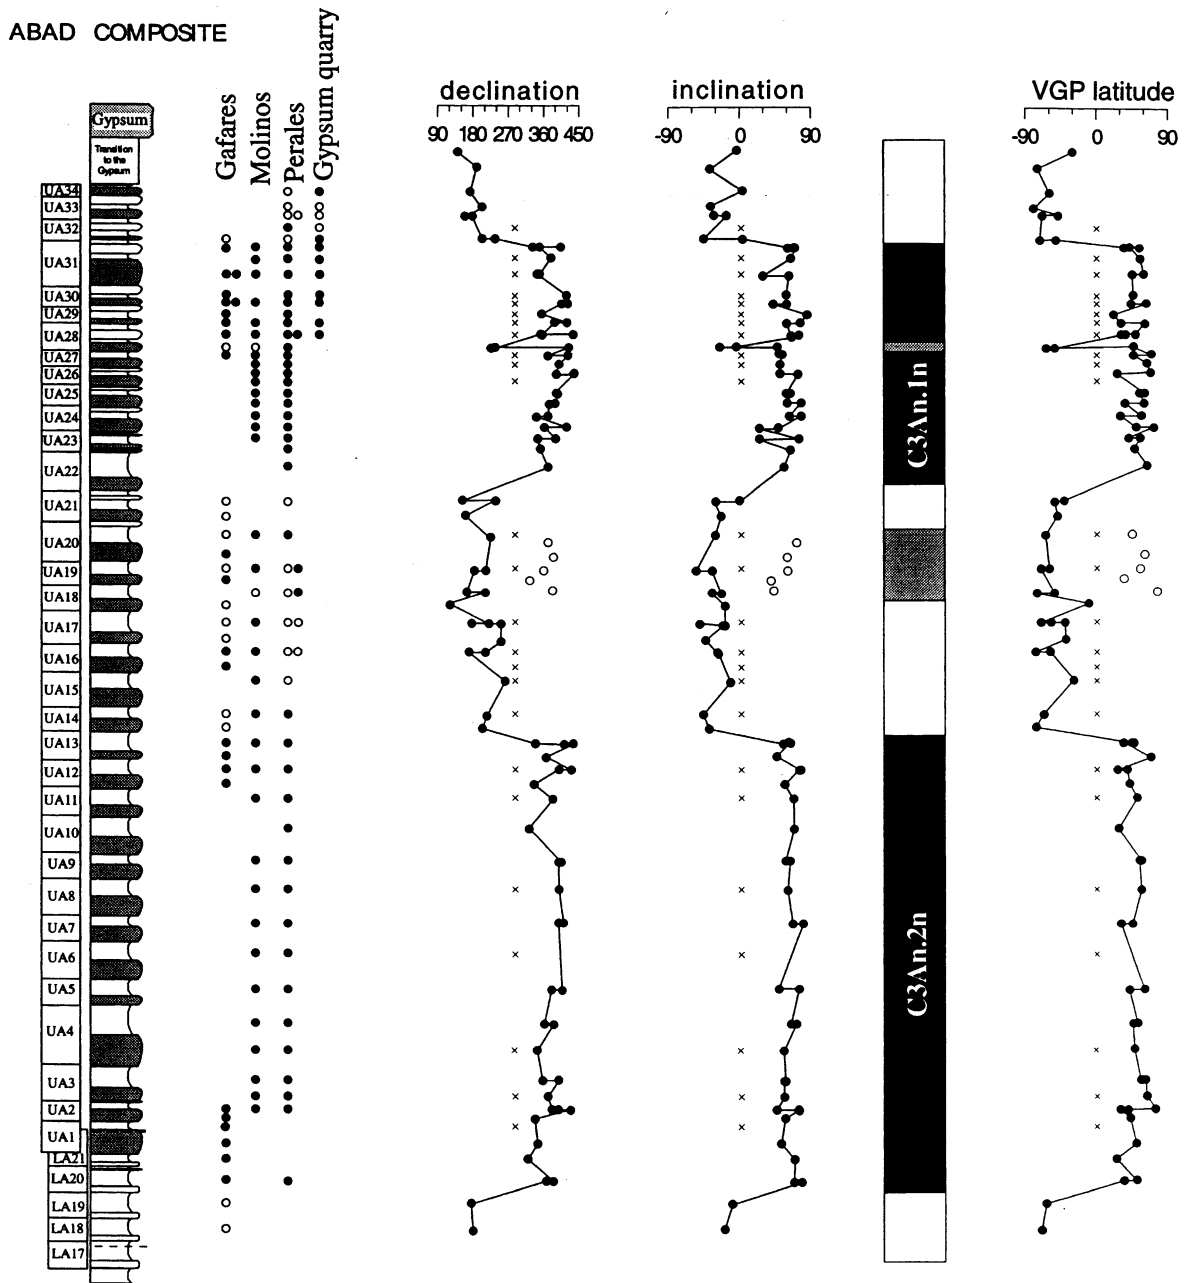 ABAD COMPOSITE
Gafares
Molinos
Perales
Gypsum quarry
declination
90 180 270 360 450
inclination
-90 0 90
VGP latitude
-90 0 90
Gypsum
Transition
to the
Gypsum
UA34
UA33
UA32
UA31
UA30
UA29
UA28
UA27
UA26
UA25
UA24
UA23
UA22
UA21
UA20
UA19
UA18
UA17
UA16
UA15
UA14
UA13
UA12
UA11
UA10
UA9
UA8
UA7
UA6
UA5
UA4
UA3
UA2
UA1
LA21
LA20
LA19
LA18
LA17
C3An.1n
C3An.2n